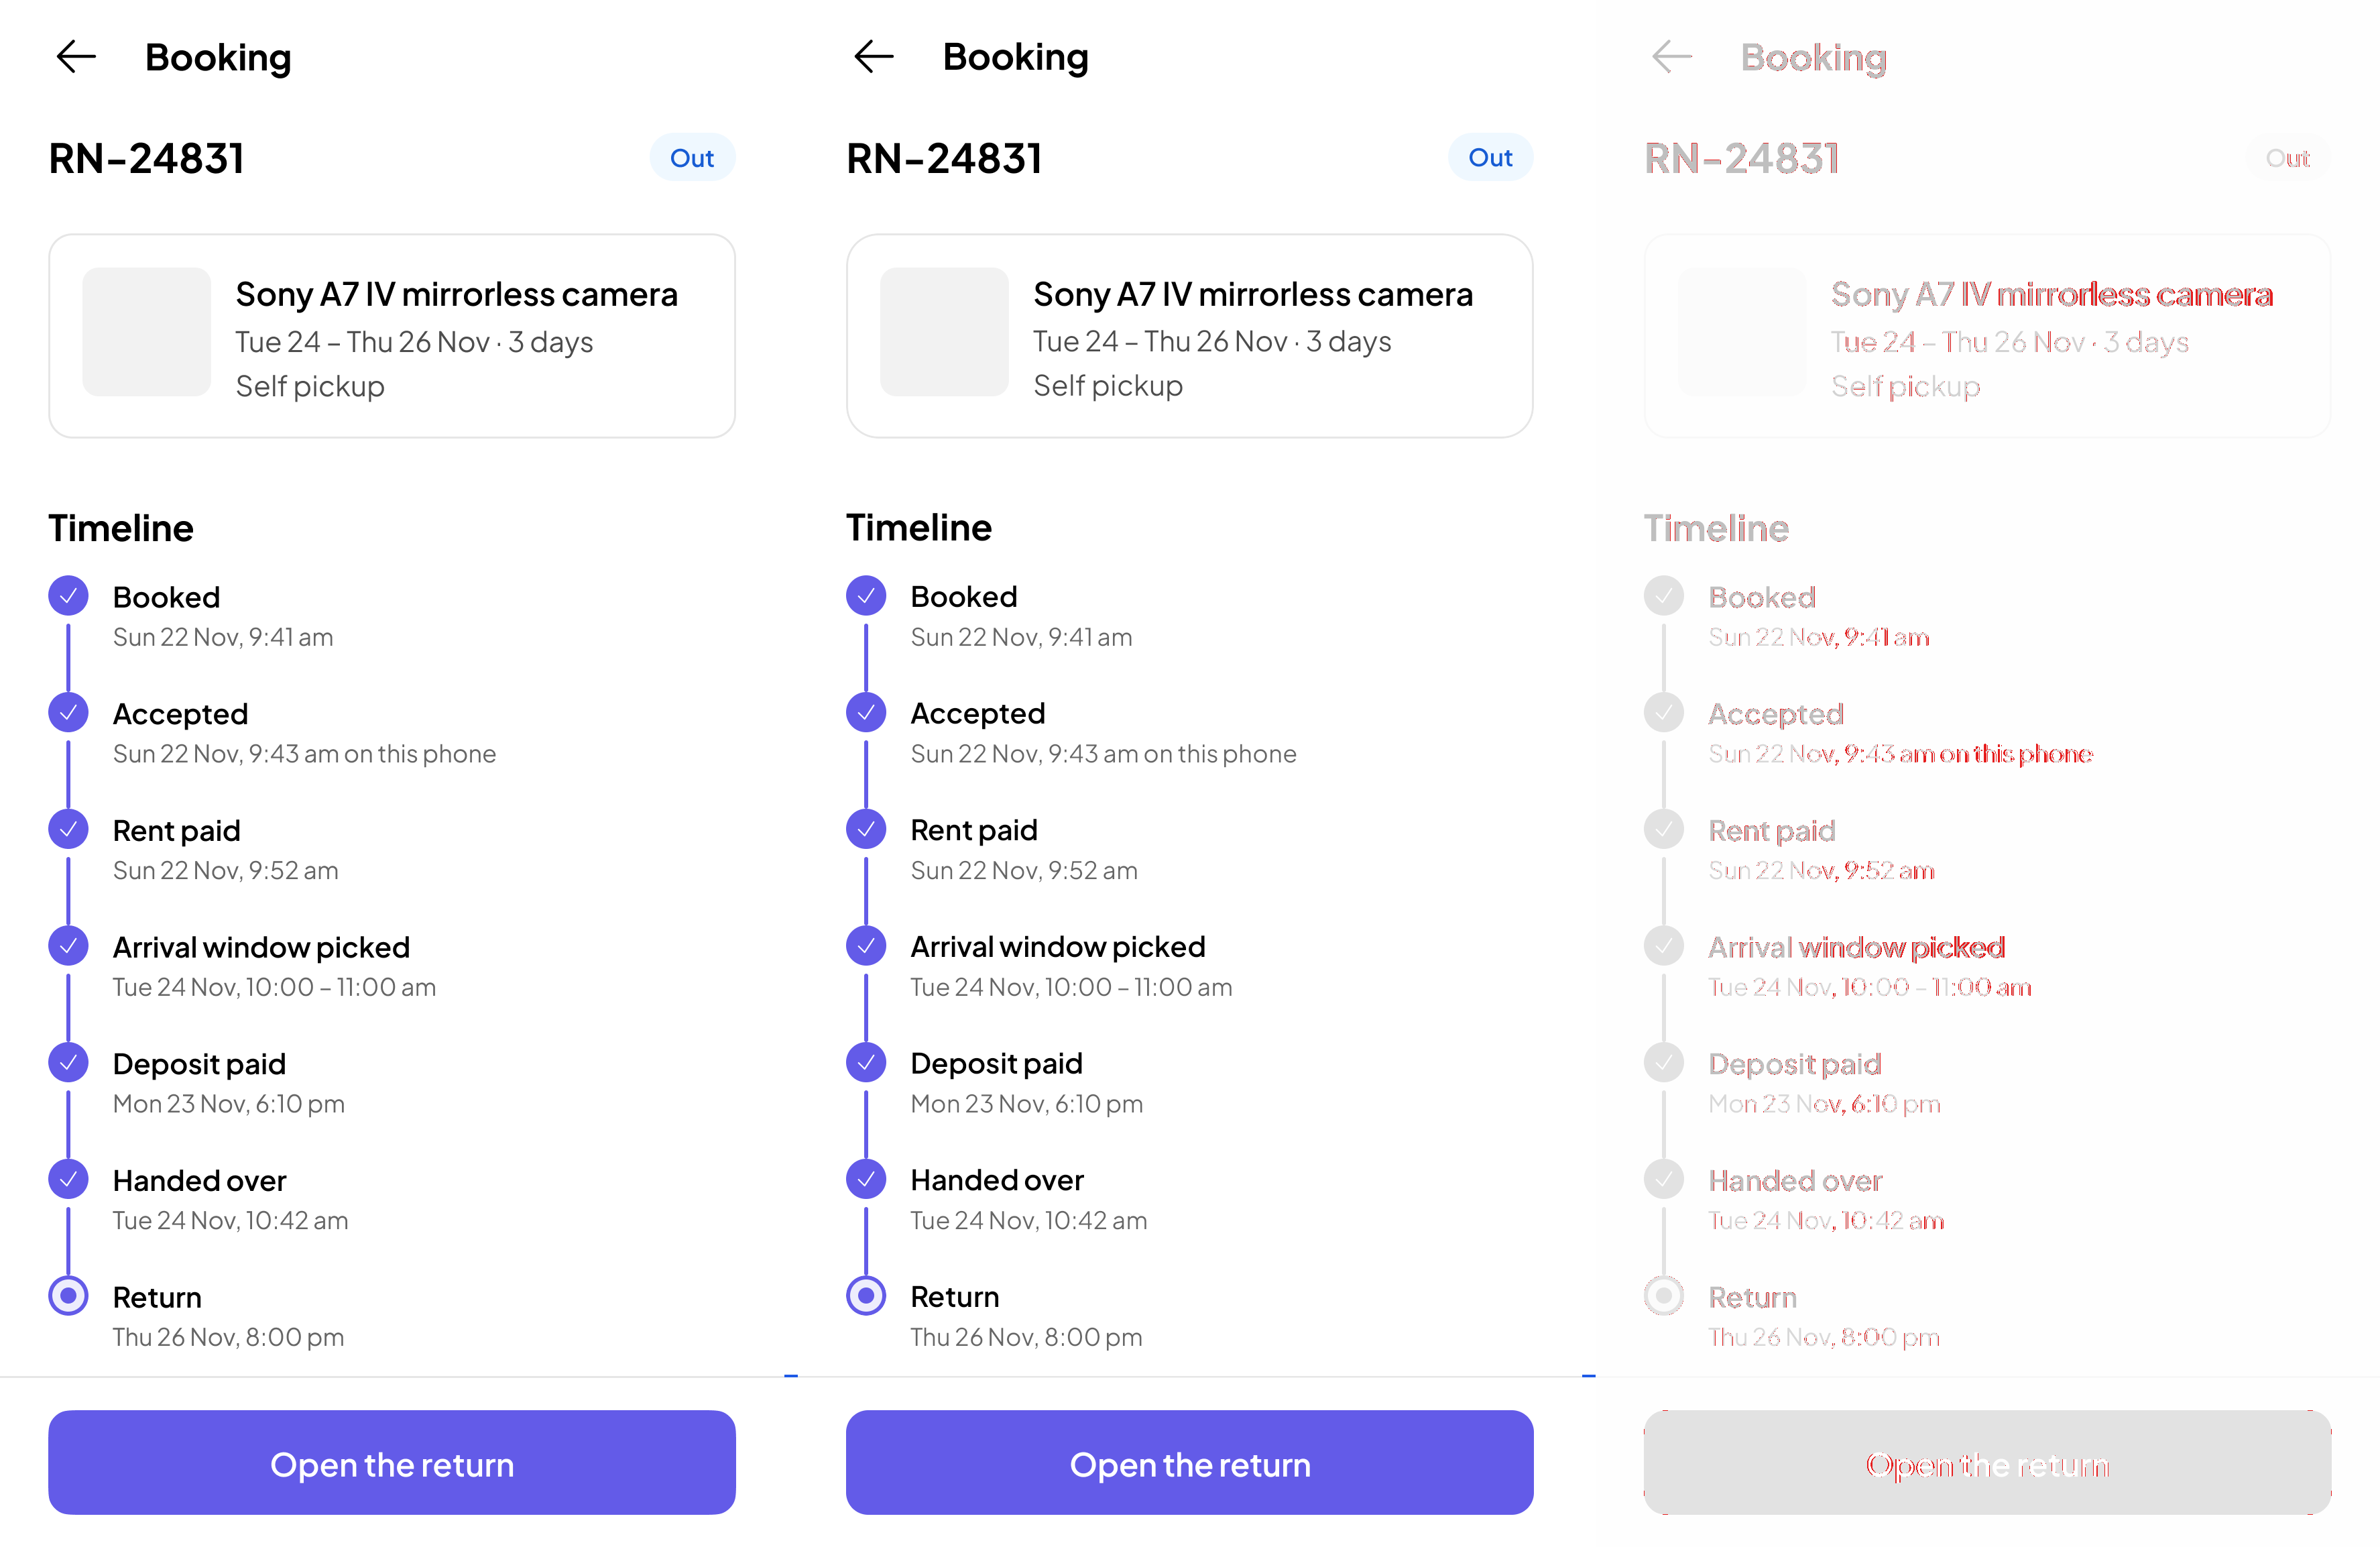 Booking
RN-24831
Out
Sony A7 IV mirrorless camera
Tue 24 – Thu 26 Nov · 3 days
Self pickup
Timeline
Booked
Sun 22 Nov, 9:41 am
Accepted
Sun 22 Nov, 9:43 am on this phone
Rent paid
Sun 22 Nov, 9:52 am
Arrival window picked
Tue 24 Nov, 10:00 – 11:00 am
Deposit paid
Mon 23 Nov, 6:10 pm
Handed over
Tue 24 Nov, 10:42 am
Return
Thu 26 Nov, 8:00 pm
Open the return
Booking
RN-24831
Out
Sony A7 IV mirrorless camera
Tue 24 – Thu 26 Nov · 3 days
Self pickup
Timeline
Booked
Sun 22 Nov, 9:41 am
Accepted
Sun 22 Nov, 9:43 am on this phone
Rent paid
Sun 22 Nov, 9:52 am
Arrival window picked
Tue 24 Nov, 10:00 – 11:00 am
Deposit paid
Mon 23 Nov, 6:10 pm
Handed over
Tue 24 Nov, 10:42 am
Return
Thu 26 Nov, 8:00 pm
Open the return
Booking
RN-24831
Out
Sony A7 IV mirrorless camera
Tue 24 – Thu 26 Nov · 3 days
Self pickup
Timeline
Booked
Sun 22 Nov, 9:41 am
Accepted
Sun 22 Nov, 9:43 am on this phone
Rent paid
Sun 22 Nov, 9:52 am
Arrival window picked
Tue 24 Nov, 10:00 – 11:00 am
Deposit paid
Mon 23 Nov, 6:10 pm
Handed over
Tue 24 Nov, 10:42 am
Return
Thu 26 Nov, 8:00 pm
Open the return